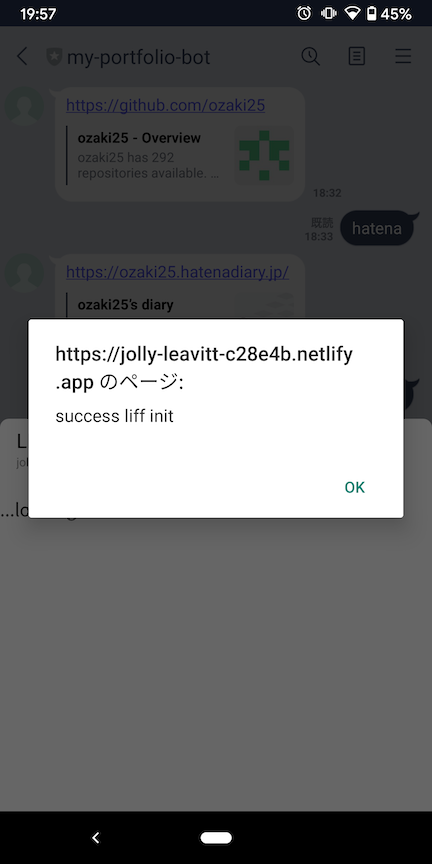 19:57
45%
my-portfolio-bot
https://github.com/ozaki25
ozaki25 - Overview
ozaki25 has 292
repositories available. ...
18:32
既読
18:33
hatena
https://ozaki25.hatenadiary.jp/
ozaki25's diary
https://jolly-leavitt-c28e4b.netlify
.app のページ:
success liff init
OK
L
...lo